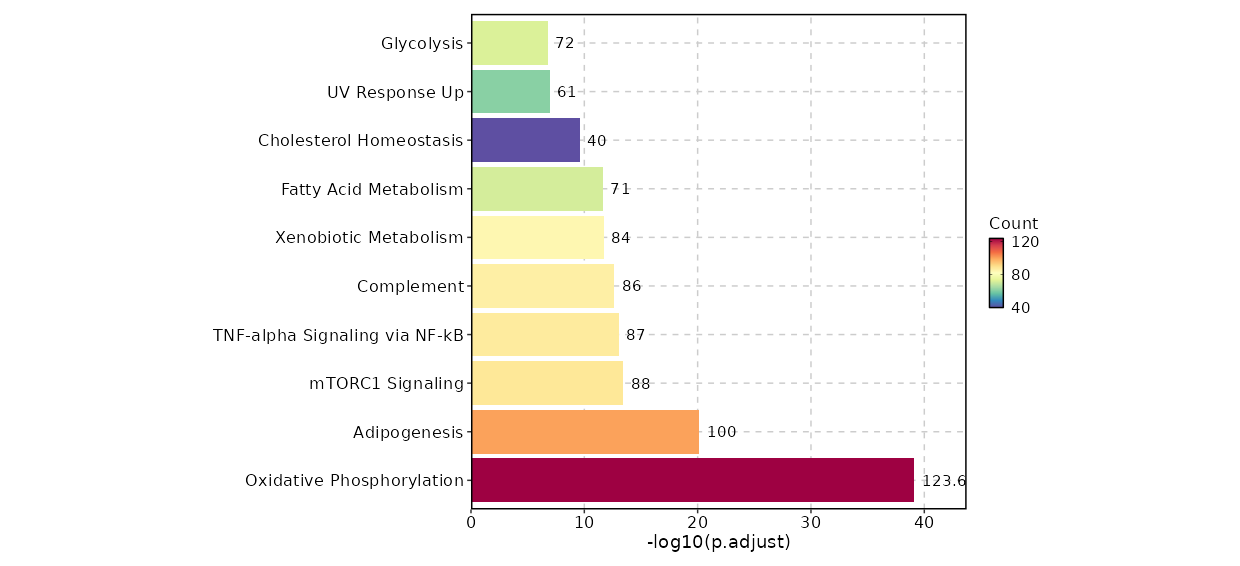 Glycolysis 72
UV Response Up 61
Cholesterol Homeostasis 40
Fatty Acid Metabolism 71
Xenobiotic Metabolism 84
Complement 86
TNF-alpha Signaling via NF-kB 87
mTORC1 Signaling 88
Adipogenesis 100
Oxidative Phosphorylation 123.6
0 10 20 30 40
-log10(p.adjust)
Count
120
80
40